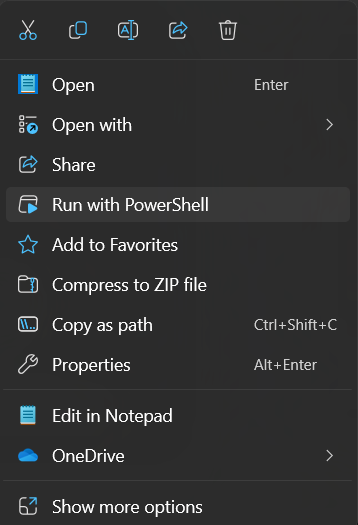 Open Enter
Open with
Share
Run with PowerShell
Add to Favorites
Compress to ZIP file
Copy as path Ctrl+Shift+C
Properties Alt+Enter
Edit in Notepad
OneDrive
Show more options